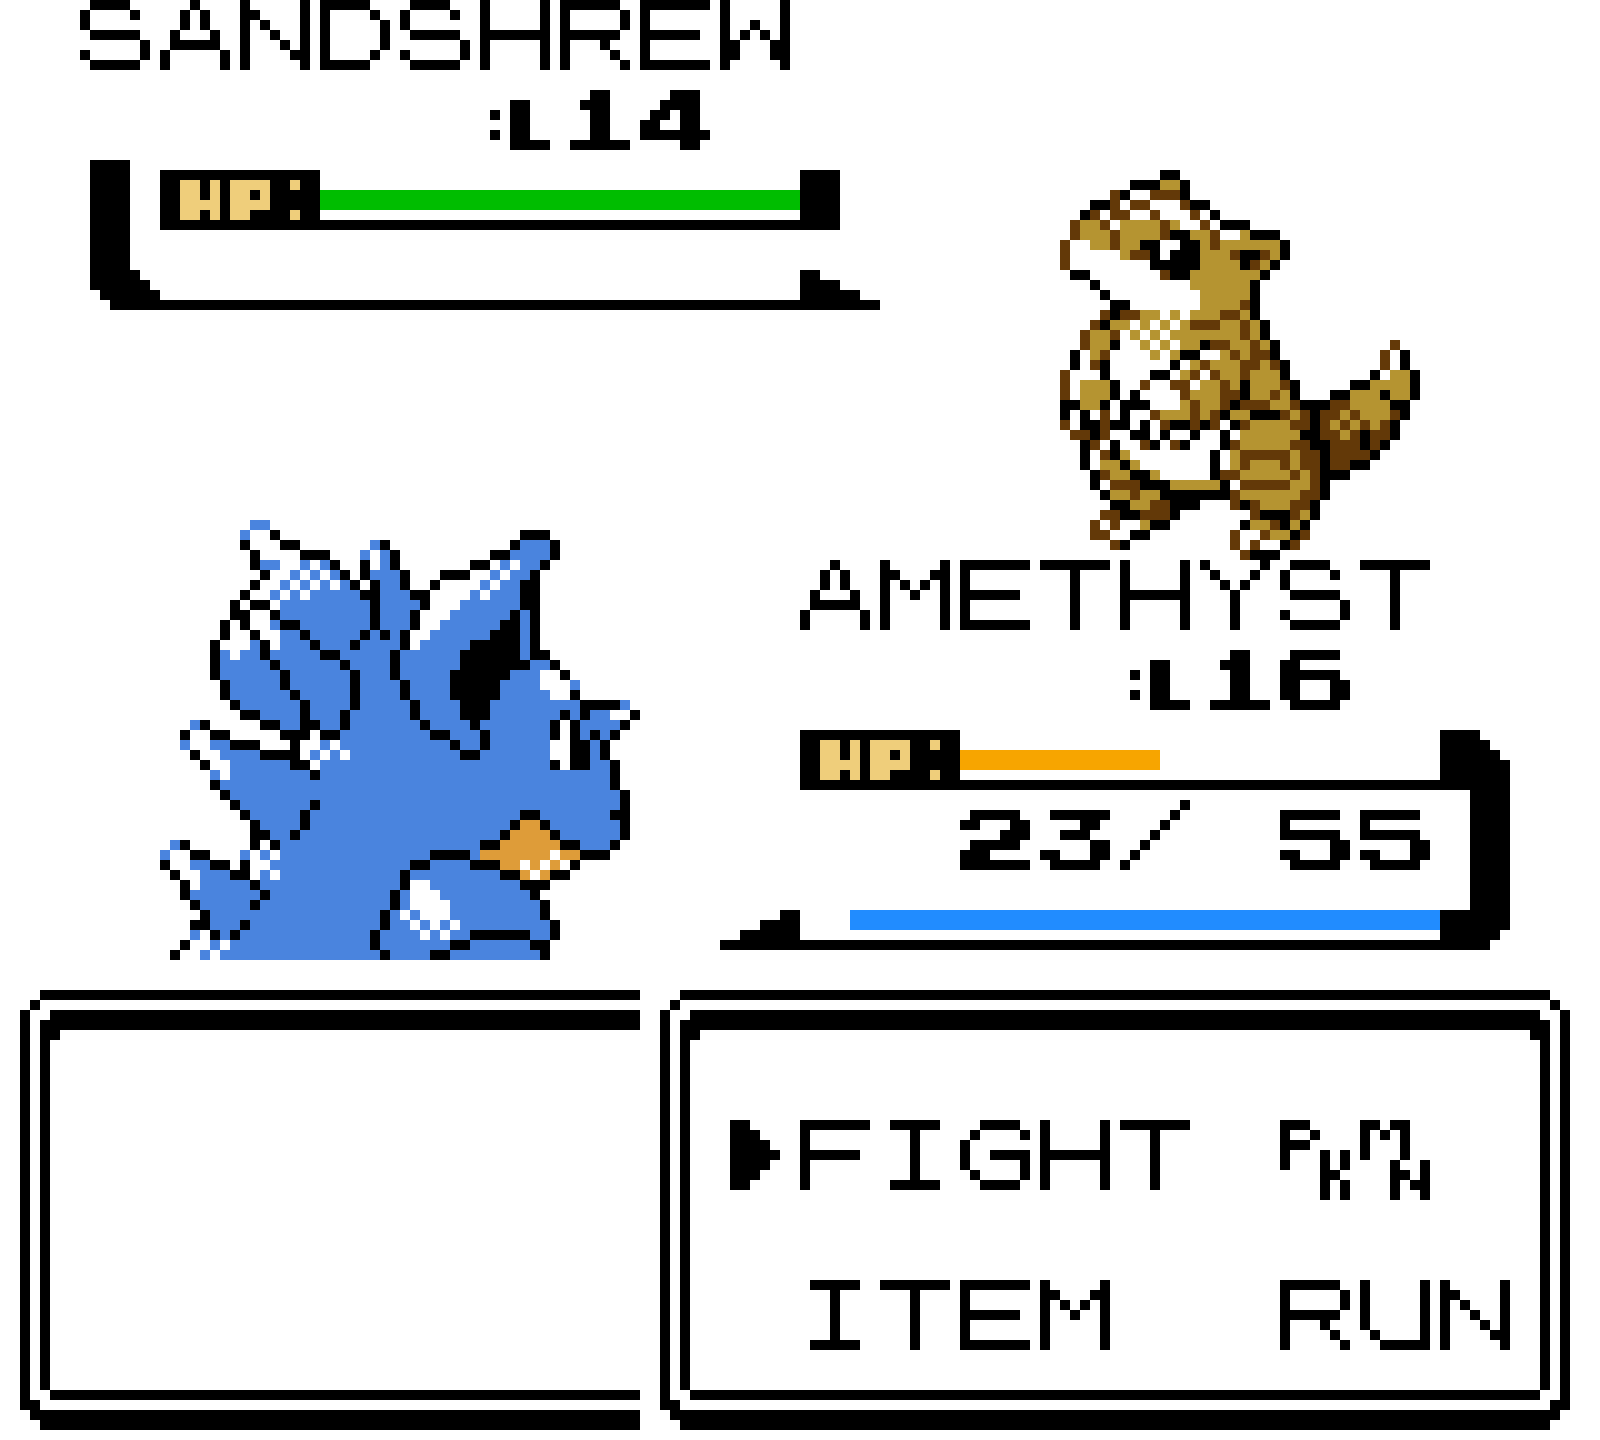 SANDSHREW
:L14
HP:
AMETHYST
:L16
HP:
23/ 55
▶FIGHT PKMN
ITEM RUN